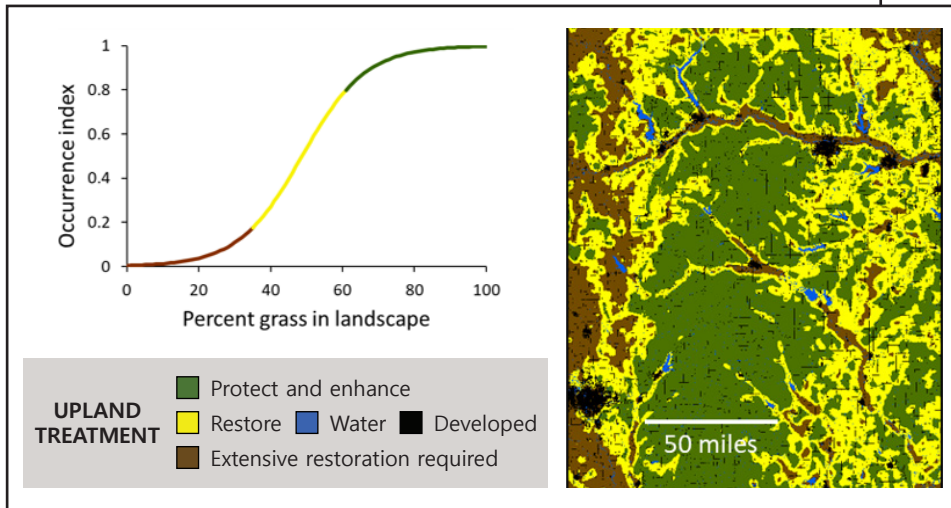 1
0.8
0.6
0.4
0.2
0
Occurrence index
0 20 40 60 80 100
Percent grass in landscape
UPLAND
TREATMENT
Protect and enhance
Restore Water Developed
Extensive restoration required
50 miles